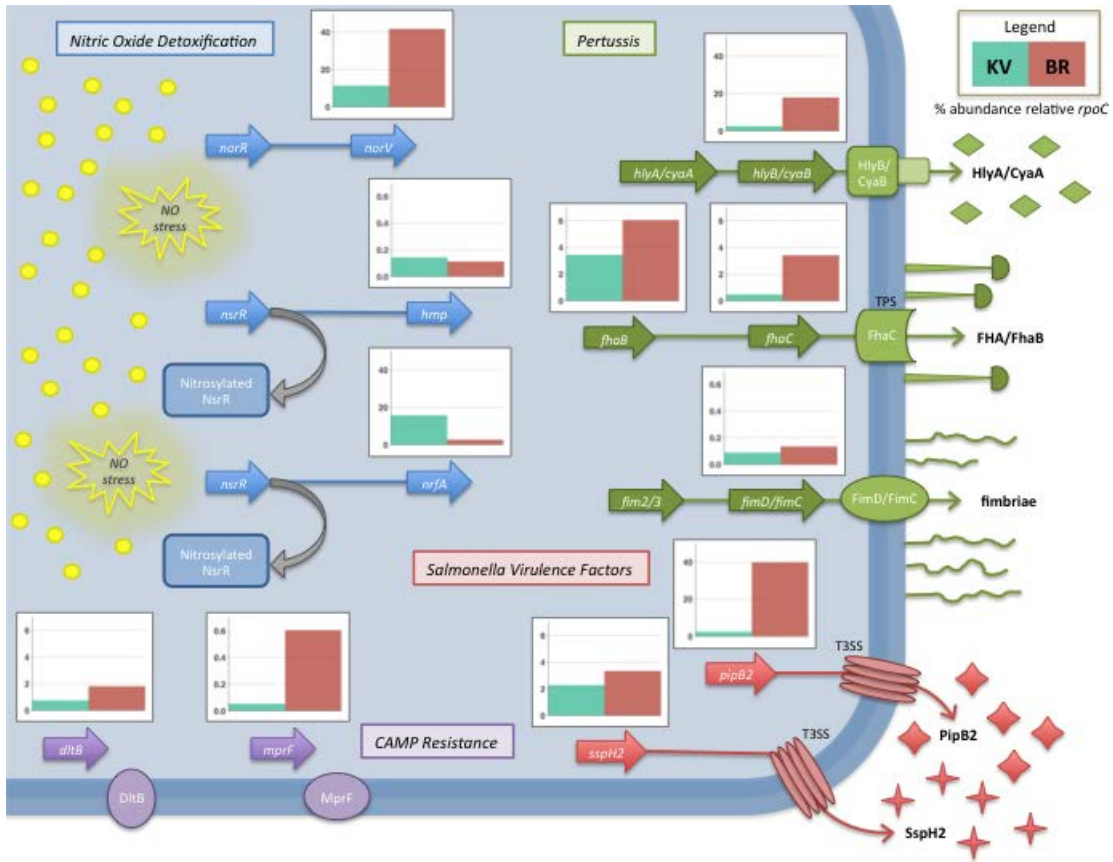 Nitric Oxide Detoxification
Pertussis
Legend
KV
BR
% abundance relative rpoC
40
20
0
norR
norV
40
20
0
hlyA/cyaA
hlyB/cyaB
HlyB/
CyaB
HlyA/CyaA
NO
stress
0.6
0.4
0.2
0.0
nsrR
hmp
Nitrosylated
NsrR
6
4
2
0
6
4
2
0
fhaB
fhaC
TPS
FhaC
FHA/FhaB
NO
stress
40
20
0
nsrR
nrfA
Nitrosylated
NsrR
0.6
0.4
0.2
0.0
fim2/3
fimD/fimC
FimD/FimC
fimbriae
Salmonella Virulence Factors
40
20
0
pipB2
T3SS
PipB2
6
4
2
0
sspH2
T3SS
SspH2
6
4
2
0
dltB
DltB
0.6
0.4
0.2
0.0
mprF
MprF
CAMP Resistance